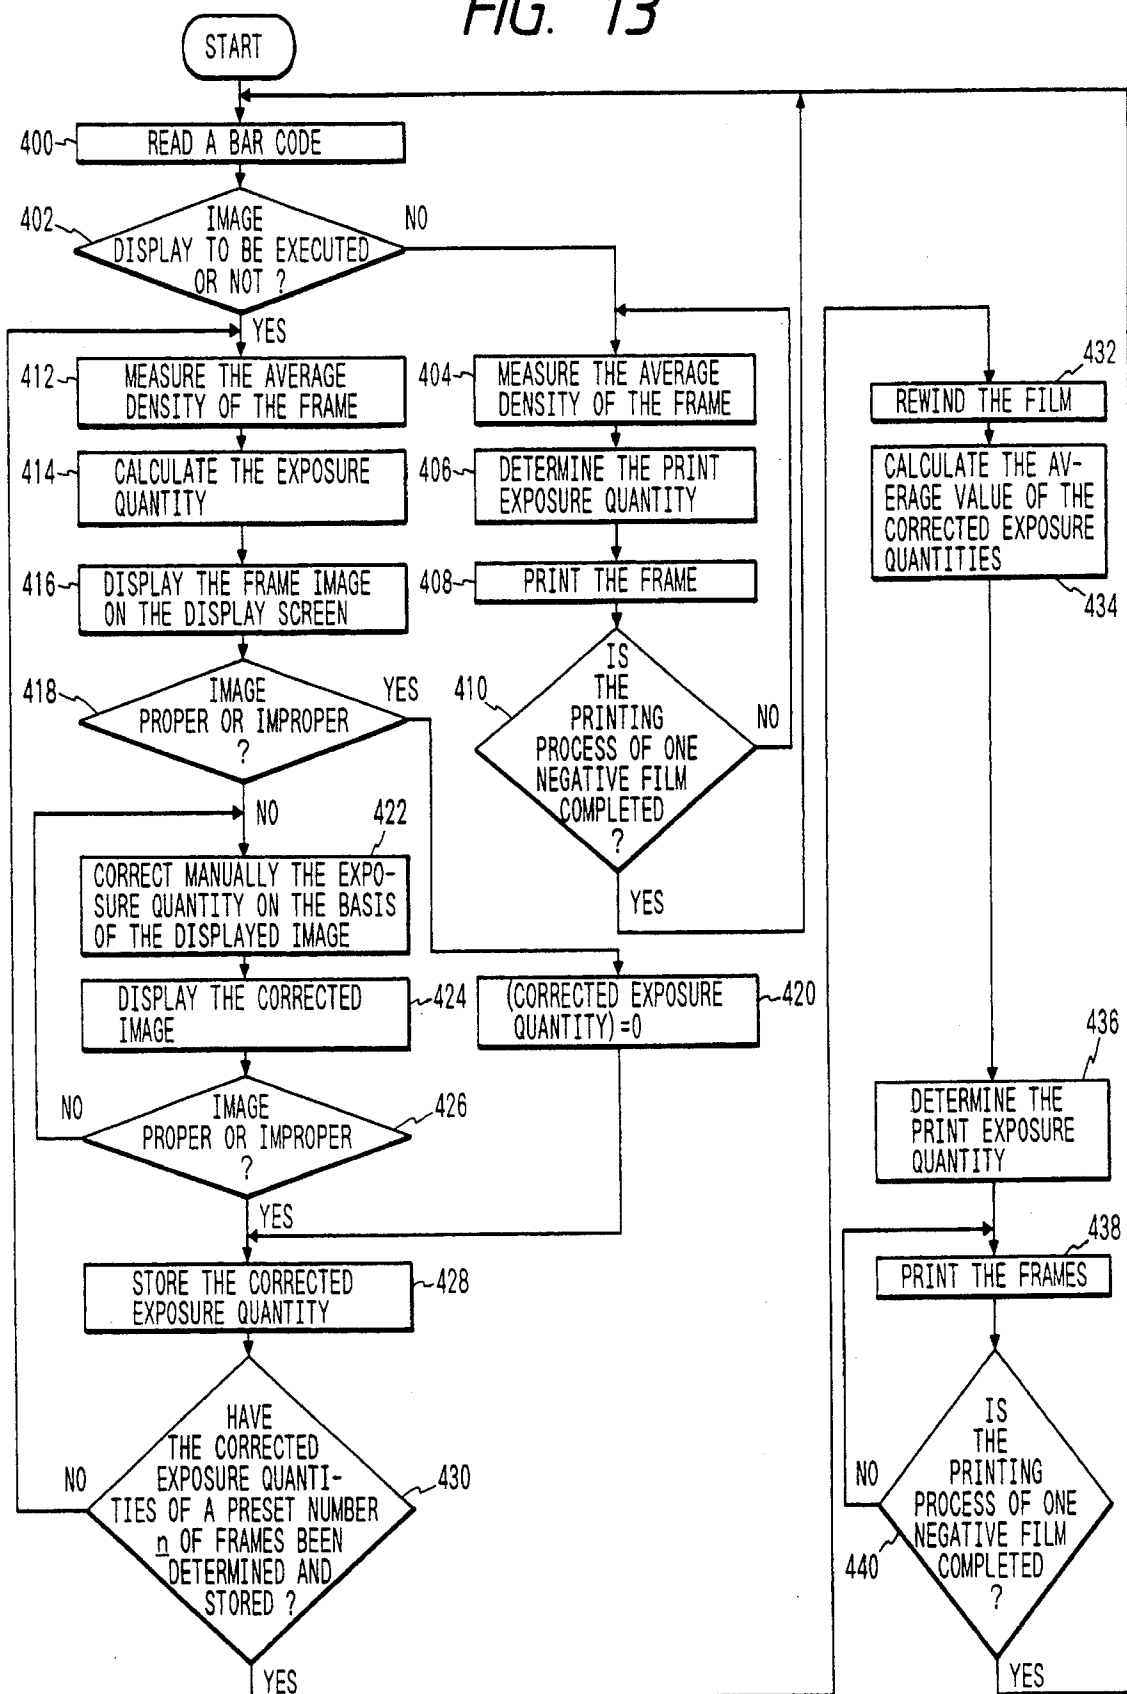 FIG. 13
START
400
READ A BAR CODE
402
IMAGE
DISPLAY TO BE EXECUTED
OR NOT ?
NO
YES
412
MEASURE THE AVERAGE
DENSITY OF THE FRAME
414
CALCULATE THE EXPOSURE
QUANTITY
416
DISPLAY THE FRAME IMAGE
ON THE DISPLAY SCREEN
418
IMAGE
PROPER OR IMPROPER
?
YES
NO
422
CORRECT MANUALLY THE EXPO-
SURE QUANTITY ON THE BASIS
OF THE DISPLAYED IMAGE
DISPLAY THE CORRECTED
IMAGE
424
NO
IMAGE
PROPER OR IMPROPER
?
426
YES
STORE THE CORRECTED
EXPOSURE QUANTITY
428
HAVE
THE CORRECTED
EXPOSURE QUANTI-
TIES OF A PRESET NUMBER
n OF FRAMES BEEN
DETERMINED AND
STORED ?
NO
430
YES
404
MEASURE THE AVERAGE
DENSITY OF THE FRAME
406
DETERMINE THE PRINT
EXPOSURE QUANTITY
408
PRINT THE FRAME
410
IS
THE
PRINTING
PROCESS OF ONE
NEGATIVE FILM
COMPLETED
?
NO
YES
(CORRECTED EXPOSURE
QUANTITY)=0
420
432
REWIND THE FILM
CALCULATE THE AV-
ERAGE VALUE OF THE
CORRECTED EXPOSURE
QUANTITIES
434
436
DETERMINE THE
PRINT EXPOSURE
QUANTITY
438
PRINT THE FRAMES
IS
THE
PRINTING
PROCESS OF ONE
NEGATIVE FILM
COMPLETED
?
NO
440
YES